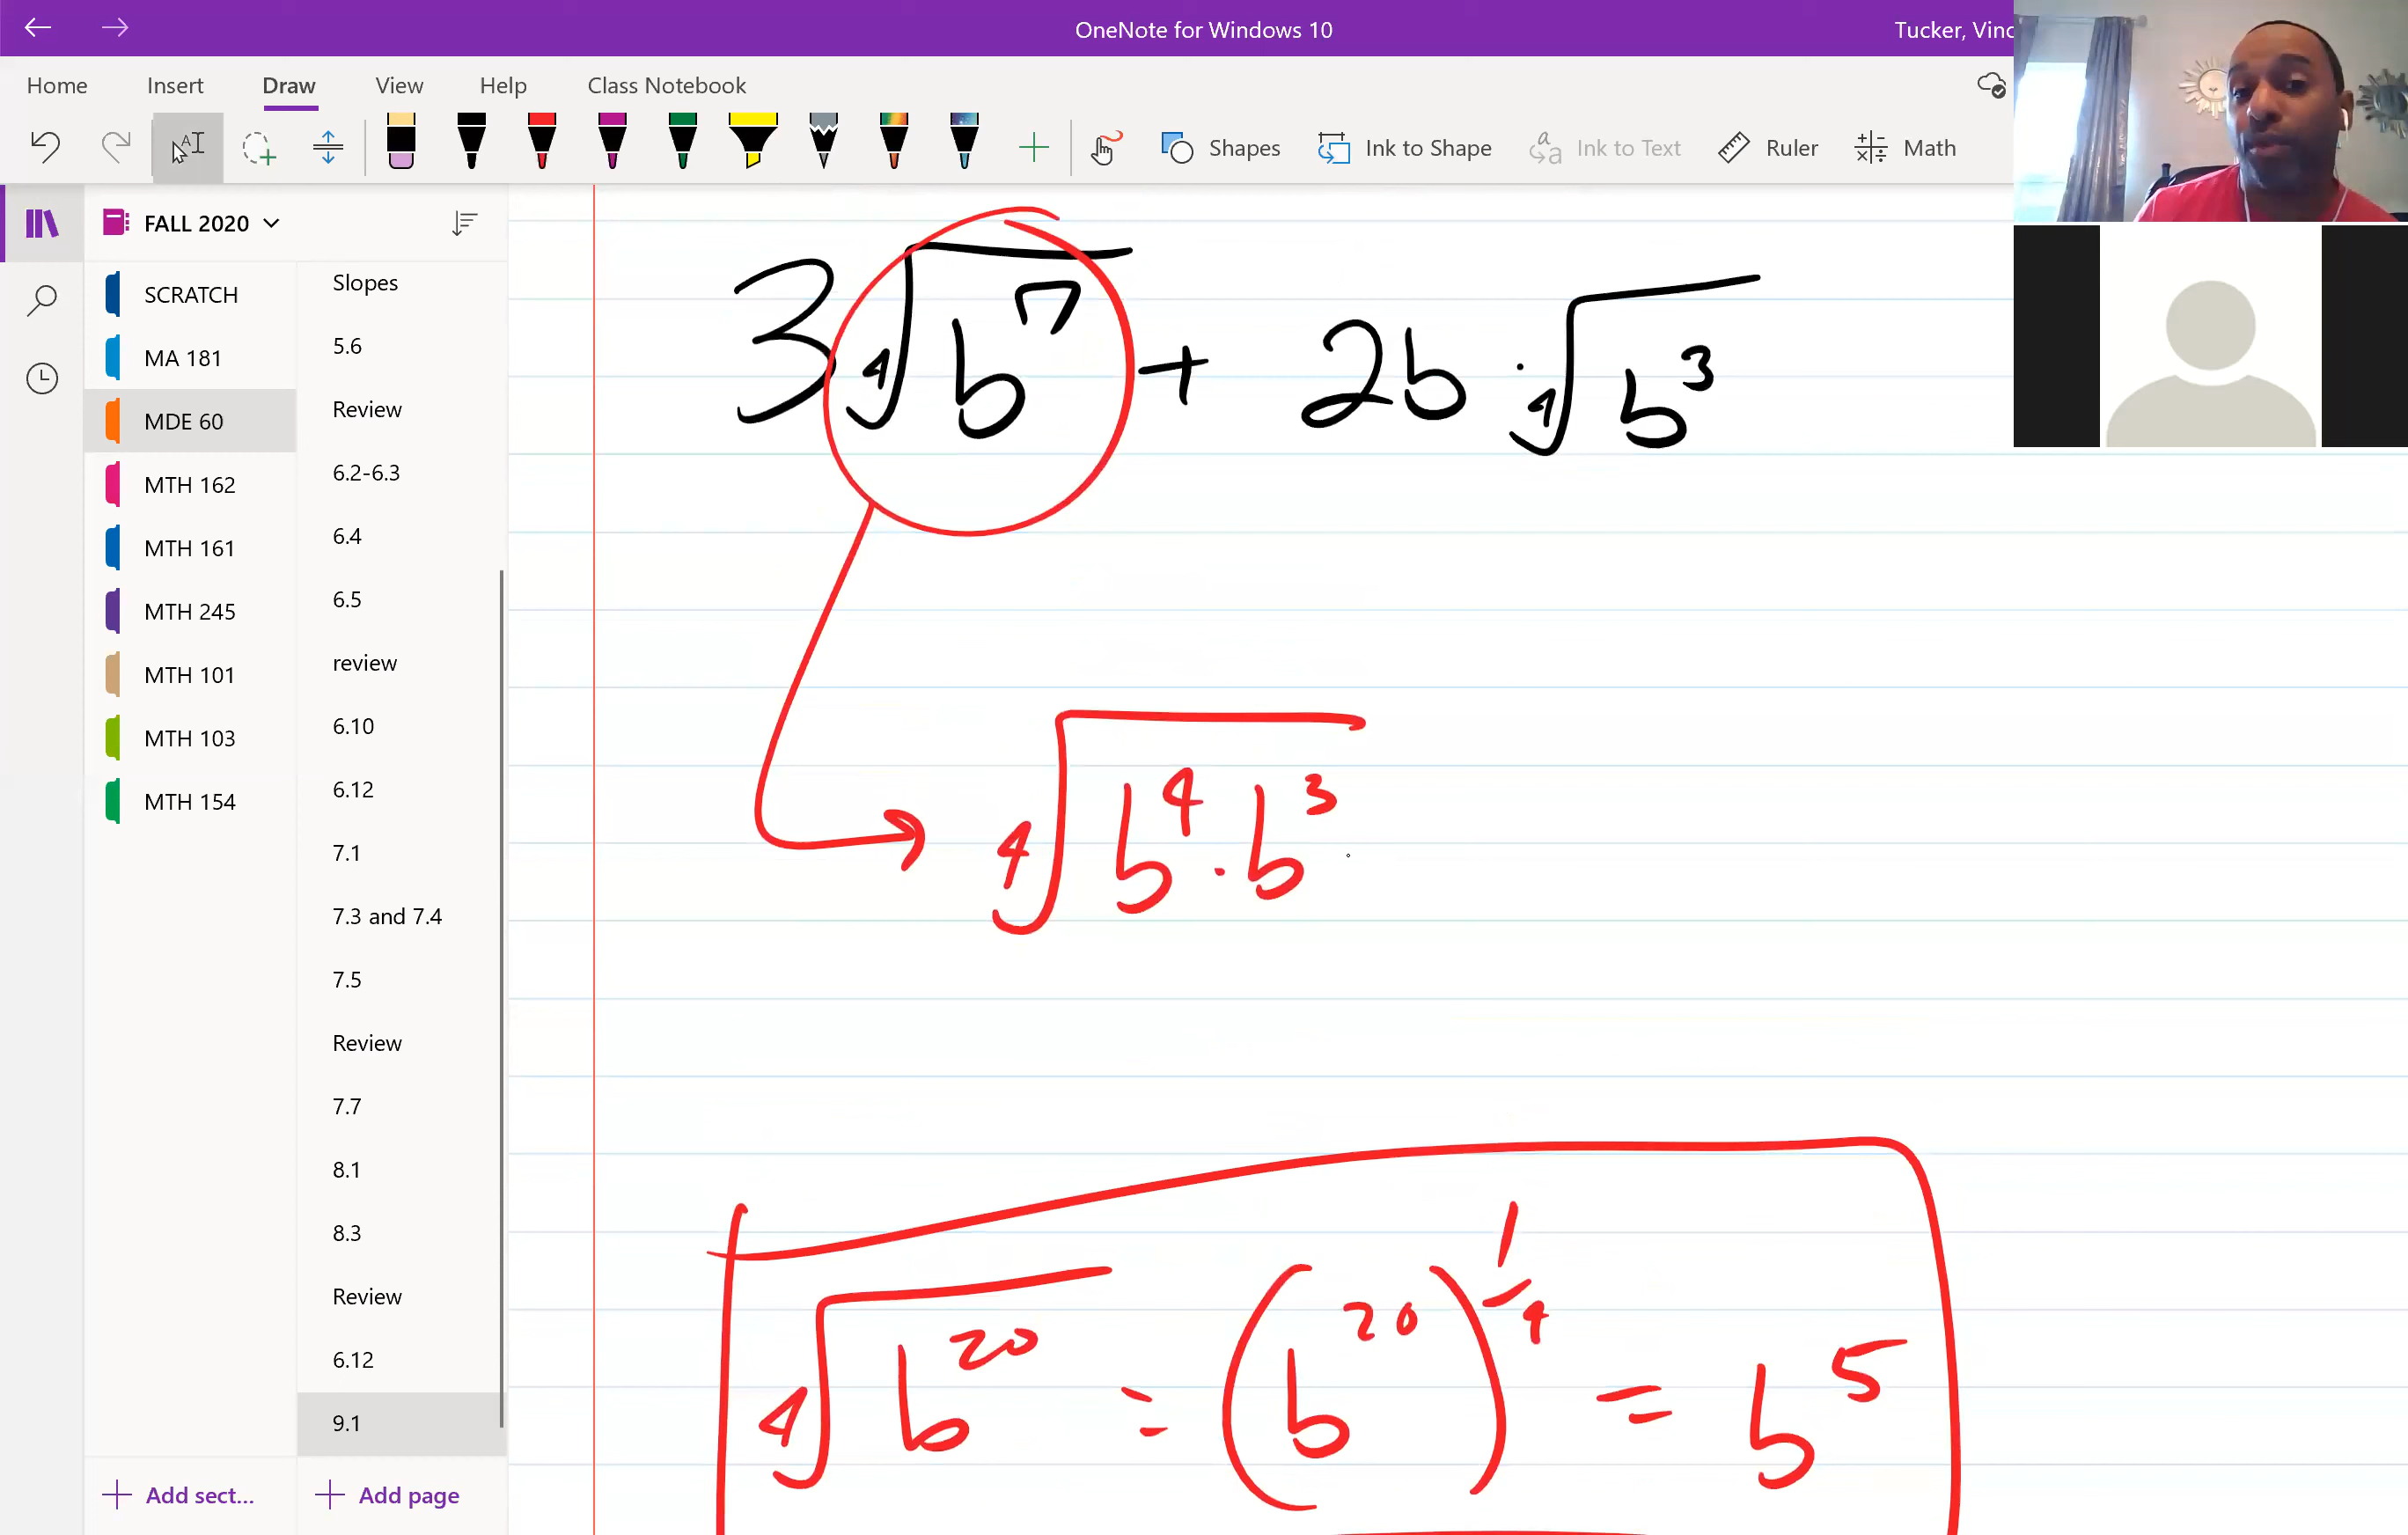 OneNote for Windows 10
Tucker, Vinc
Home Insert Draw View Help Class Notebook
Shapes Ink to Shape Ink to Text Ruler Math
FALL 2020
SCRATCH
MA 181
MDE 60
MTH 162
MTH 161
MTH 245
MTH 101
MTH 103
MTH 154
Add sect...
Slopes
5.6
Review
6.2-6.3
6.4
6.5
review
6.10
6.12
7.1
7.3 and 7.4
7.5
Review
7.7
8.1
8.3
Review
6.12
9.1
Add page
3∜b⁷ + 2b · ∜b³
∜b⁴ · b³
∜b²⁰ = (b²⁰)^1/4 = b⁵